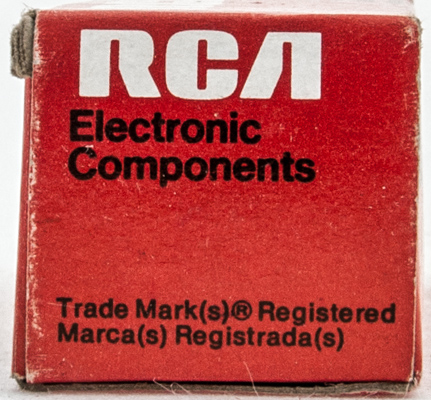 RCA
Electronic
Components
Trade Mark(s)® Registered
Marca(s) Registrada(s)